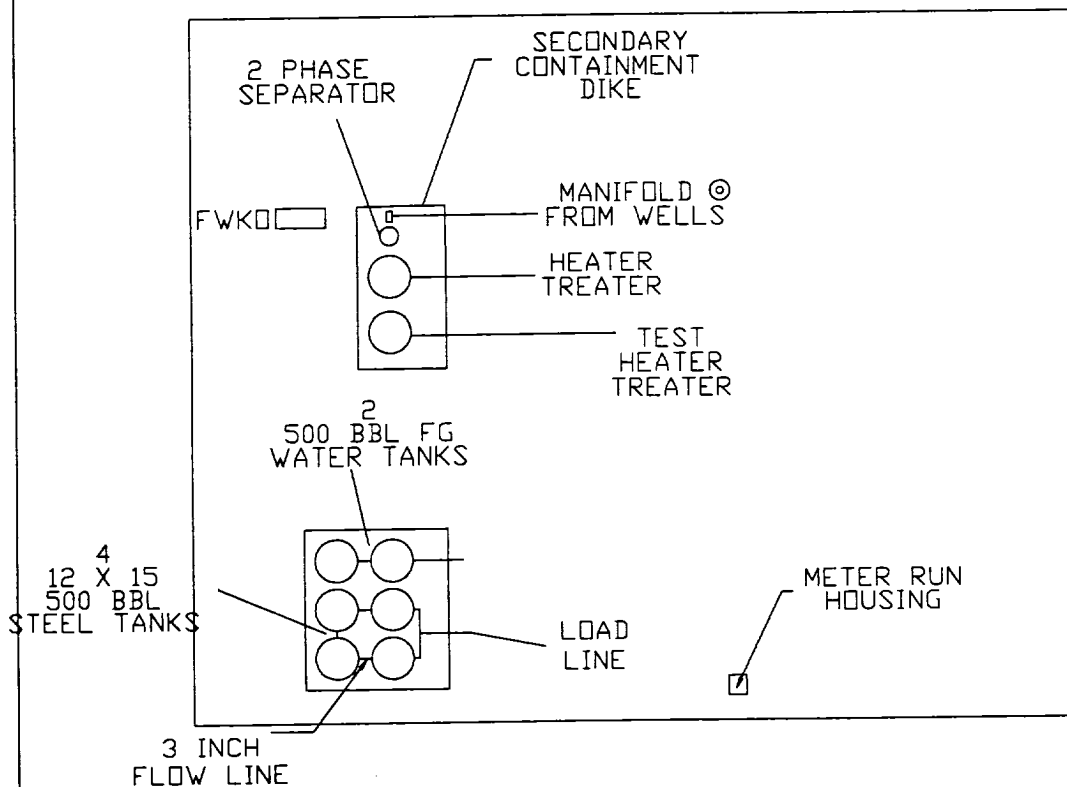 SECONDARY
CONTAINMENT
DIKE
2 PHASE
SEPARATOR
FWKO
MANIFOLD @
FROM WELLS
HEATER
TREATER
TEST
HEATER
TREATER
2
500 BBL FG
WATER TANKS
4
12 X 15
500 BBL
STEEL TANKS
LOAD
LINE
METER RUN
HOUSING
3 INCH
FLOW LINE